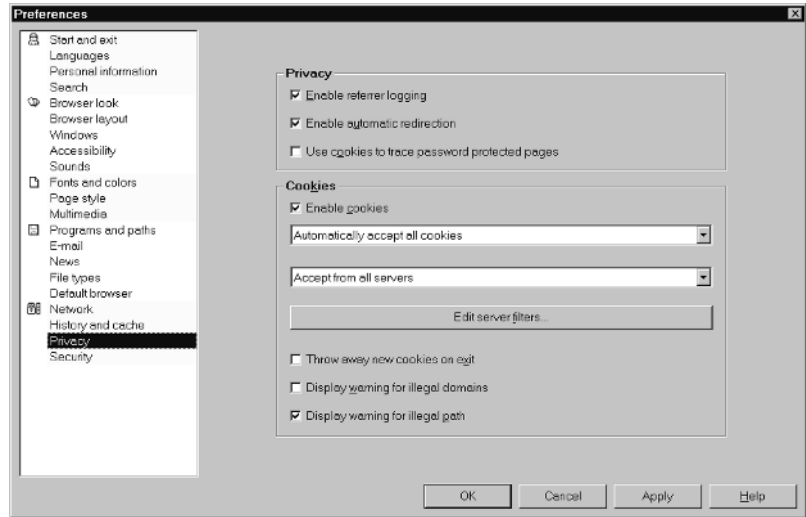 Preferences
Start and exit
Languages
Personal information
Search
Browser look
Browser layout
Windows
Accessibility
Sounds
Fonts and colors
Page style
Multimedia
Programs and paths
E-mail
News
File types
Default browser
Network
History and cache
Privacy
Security
Privacy
Enable referrer logging
Enable automatic redirection
Use cookies to trace password protected pages
Cookies
Enable cookies
Automatically accept all cookies
Accept from all servers
Edit server filters...
Throw away new cookies on exit
Display warning for illegal domains
Display warning for illegal path
OK
Cancel
Apply
Help